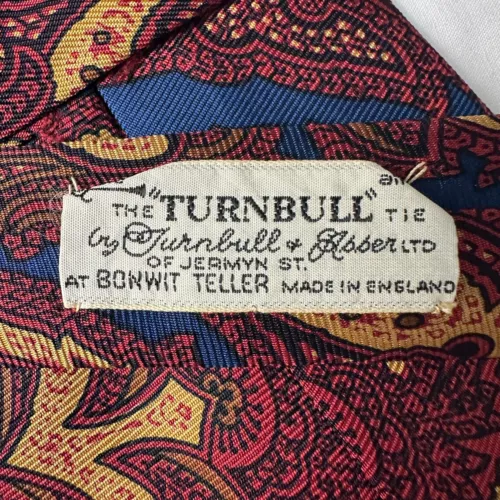 THE "TURNBULL" TIE
by Turnbull & Asser LTD
OF JERMYN ST.
AT BONWIT TELLER MADE IN ENGLAND